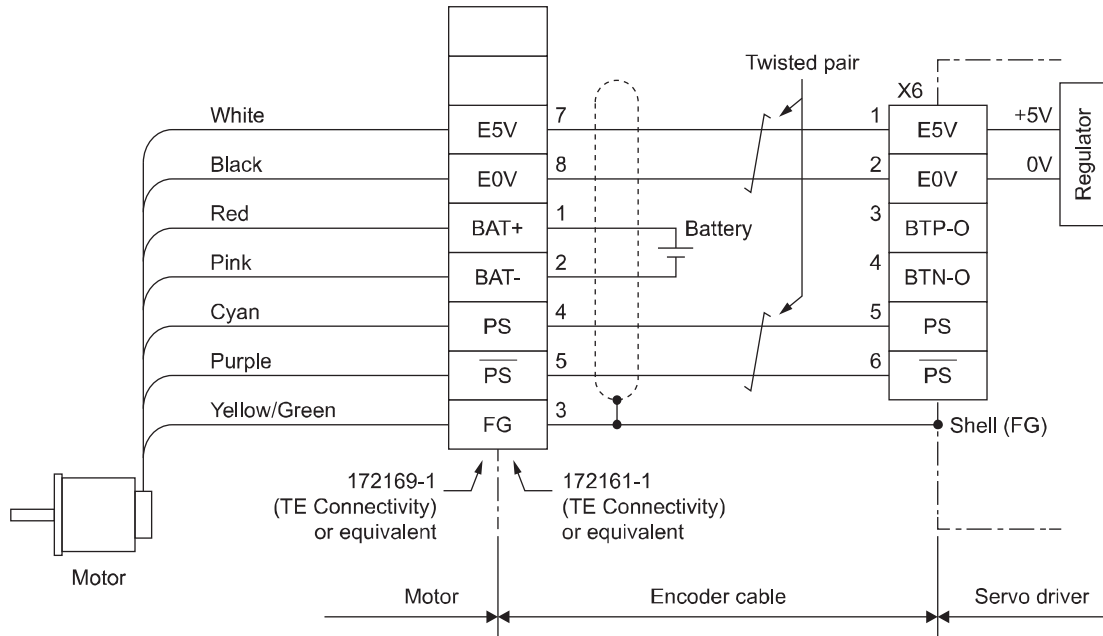 Twisted pair
X6
White
7
1
+5V
E5V
E5V
Regulator
Black
8
2
0V
E0V
E0V
Red
1
3
BAT+
Battery
BTP-O
Pink
2
4
BAT-
BTN-O
Cyan
4
5
PS
PS
Purple
5
6
P̅S̅
P̅S̅
Yellow/Green
3
FG
Shell (FG)
172169-1
(TE Connectivity)
or equivalent
172161-1
(TE Connectivity)
or equivalent
Motor
Motor
Encoder cable
Servo driver